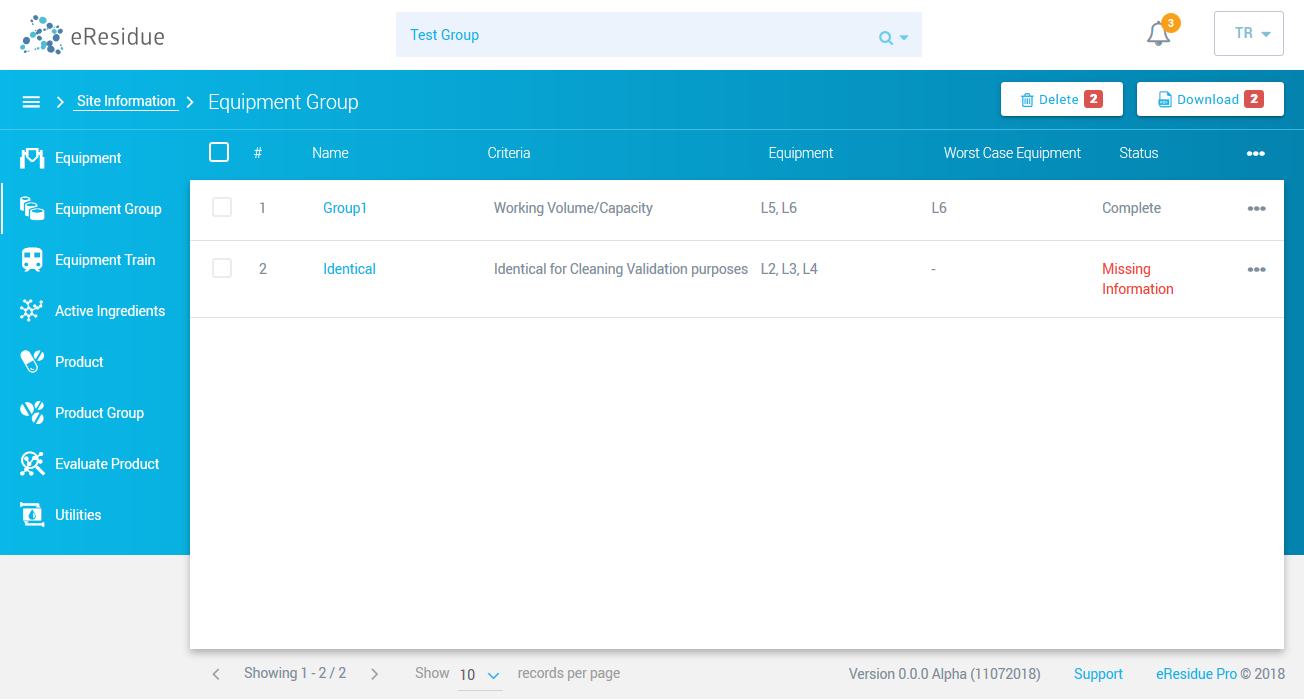 eResidue
Test Group
3
TR
Site Information
Equipment Group
Delete 2
Download 2
Equipment
Equipment Group
Equipment Train
Active Ingredients
Product
Product Group
Evaluate Product
Utilities
# Name Criteria Equipment Worst Case Equipment Status
1 Group1 Working Volume/Capacity L5, L6 L6 Complete
2 Identical Identical for Cleaning Validation purposes L2, L3, L4 - Missing
Information
Showing 1 - 2 / 2 Show 10 records per page
Version 0.0.0 Alpha (11072018) Support eResidue Pro © 2018